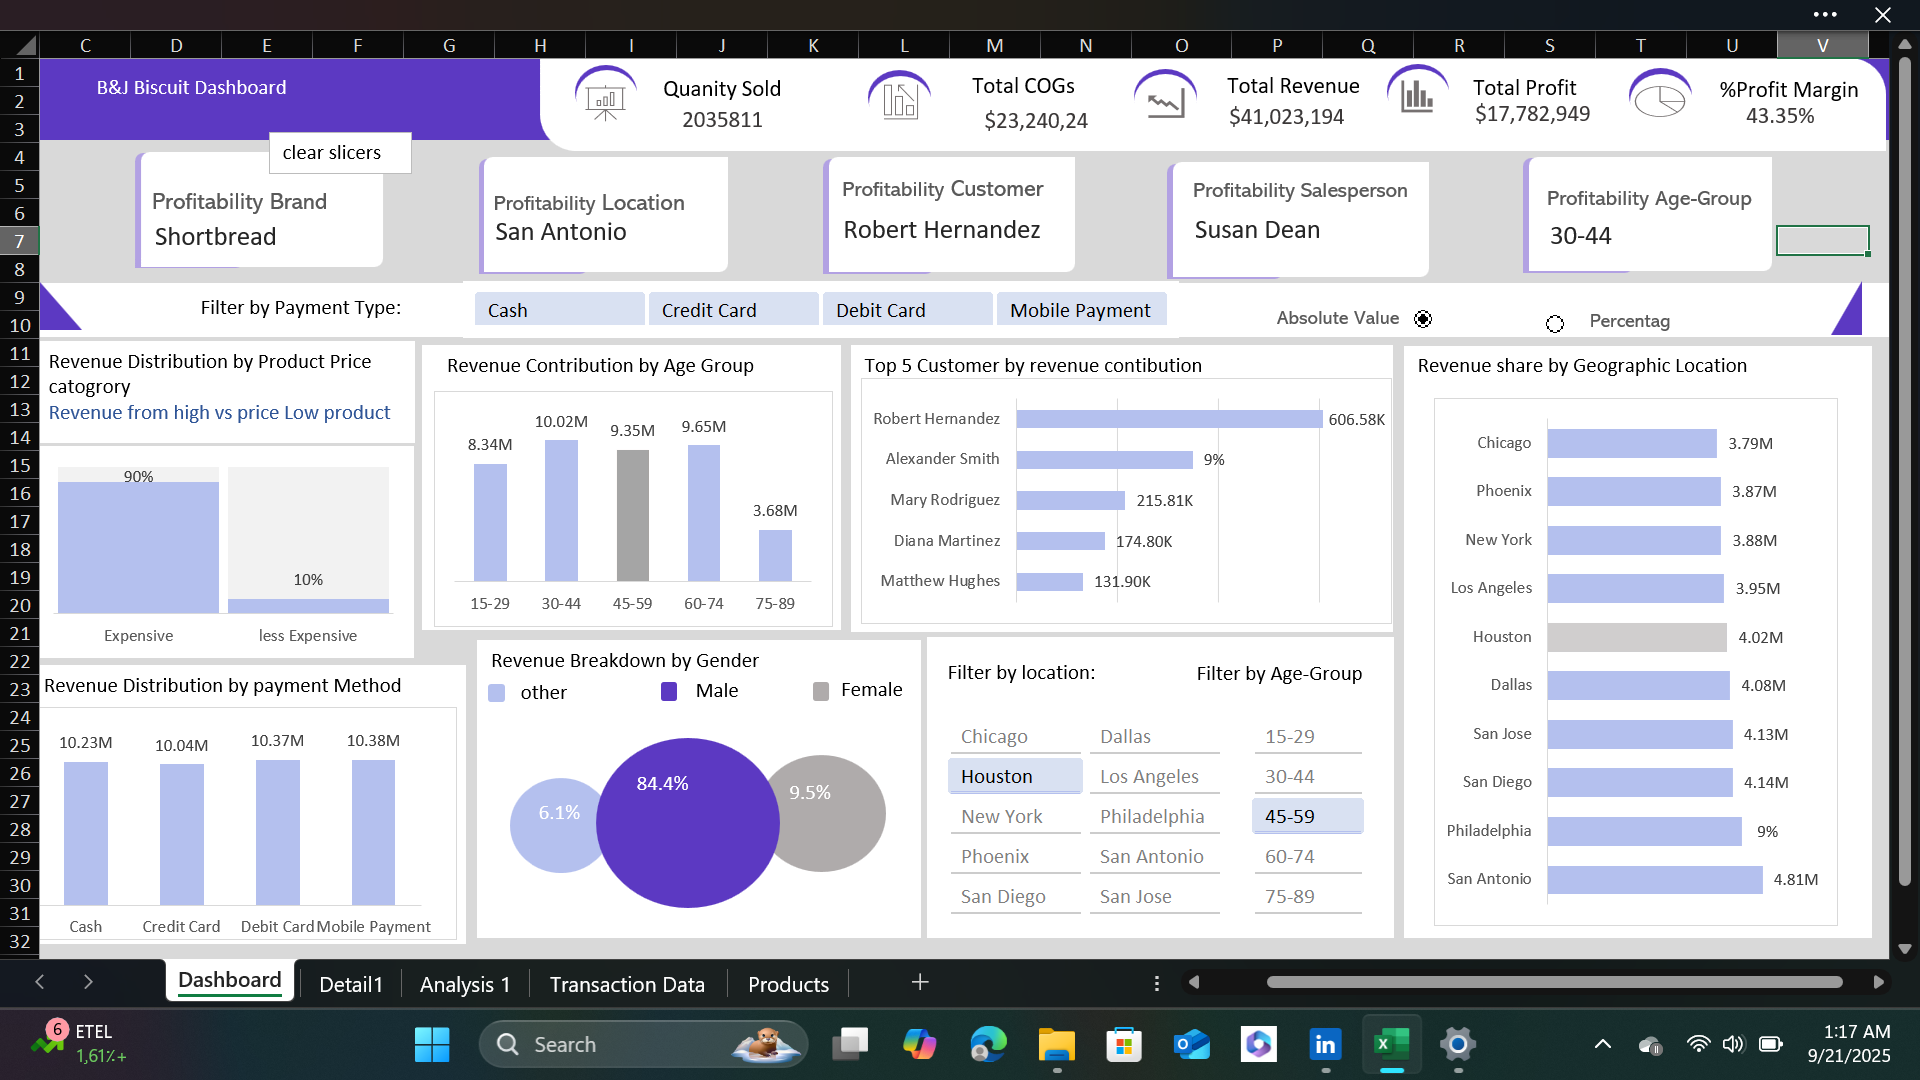 C D E F G H I J K L M N O P Q R S T U V
1
2
3
4
5
6
7
8
9
10
11
12
13
14
15
16
17
18
19
20
21
22
23
24
25
26
27
28
29
30
31
32
B&J Biscuit Dashboard
Quanity Sold
2035811
Total COGs
$23,240,24
Total Revenue
$41,023,194
Total Profit
$17,782,949
%Profit Margin
43.35%
clear slicers
Profitability Brand
Shortbread
Profitability Location
San Antonio
Profitability Customer
Robert Hernandez
Profitability Salesperson
Susan Dean
Profitability Age-Group
30-44
Filter by Payment Type:
Cash
Credit Card
Debit Card
Mobile Payment
Absolute Value
Percentag
Revenue Distribution by Product Price
catogrory
Revenue from high vs price Low product
90%
10%
Expensive
less Expensive
Revenue Contribution by Age Group
8.34M
10.02M
9.35M
9.65M
3.68M
15-29
30-44
45-59
60-74
75-89
Top 5 Customer by revenue contibution
Robert Hernandez 606.58K
Alexander Smith 9%
Mary Rodriguez 215.81K
Diana Martinez 174.80K
Matthew Hughes 131.90K
Revenue share by Geographic Location
Chicago 3.79M
Phoenix 3.87M
New York 3.88M
Los Angeles 3.95M
Houston 4.02M
Dallas 4.08M
San Jose 4.13M
San Diego 4.14M
Philadelphia 9%
San Antonio 4.81M
Revenue Distribution by payment Method
10.23M
10.04M
10.37M
10.38M
Cash
Credit Card
Debit Card
Mobile Payment
Revenue Breakdown by Gender
other
Male
Female
6.1%
84.4%
9.5%
Filter by location:
Filter by Age-Group
Chicago Dallas 15-29
Houston Los Angeles 30-44
New York Philadelphia 45-59
Phoenix San Antonio 60-74
San Diego San Jose 75-89
Dashboard
Detail1
Analysis 1
Transaction Data
Products
6
ETEL
1,61٪+
Search
1:17 AM
9/21/2025